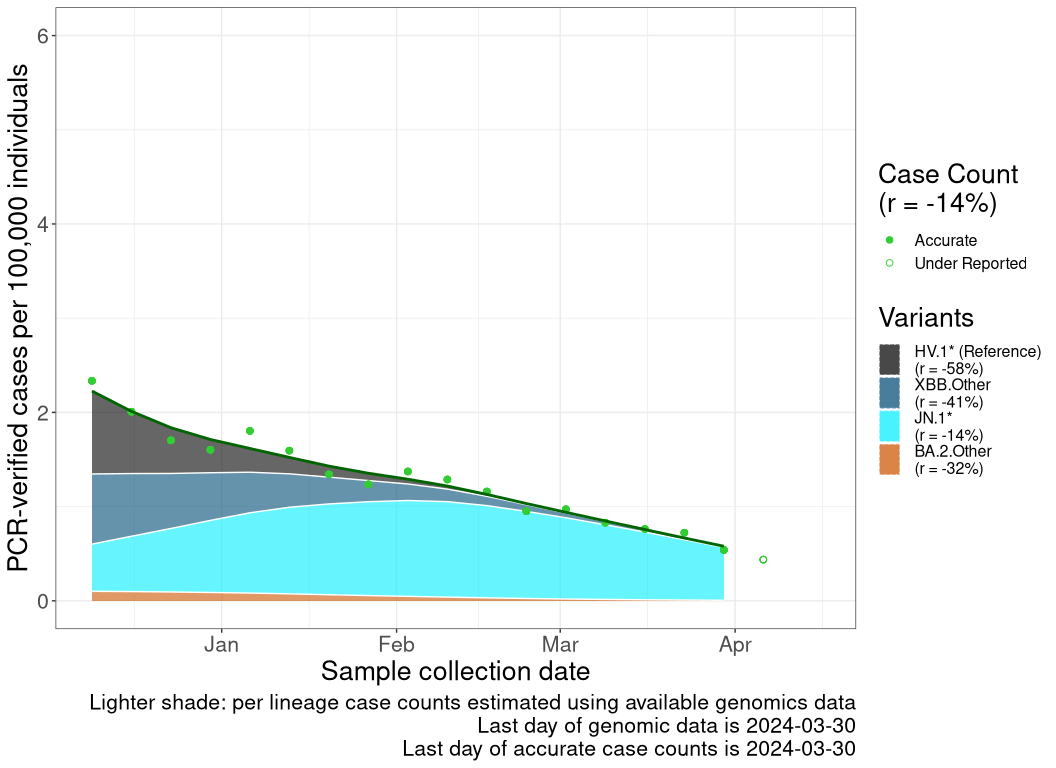 PCR-verified cases per 100,000 individuals
6
4
2
0
Jan
Feb
Mar
Apr
Sample collection date
Lighter shade: per lineage case counts estimated using available genomics data
Last day of genomic data is 2024-03-30
Last day of accurate case counts is 2024-03-30
Case Count
(r = -14%)
Accurate
Under Reported
Variants
HV.1* (Reference)
(r = -58%)
XBB.Other
(r = -41%)
JN.1*
(r = -14%)
BA.2.Other
(r = -32%)